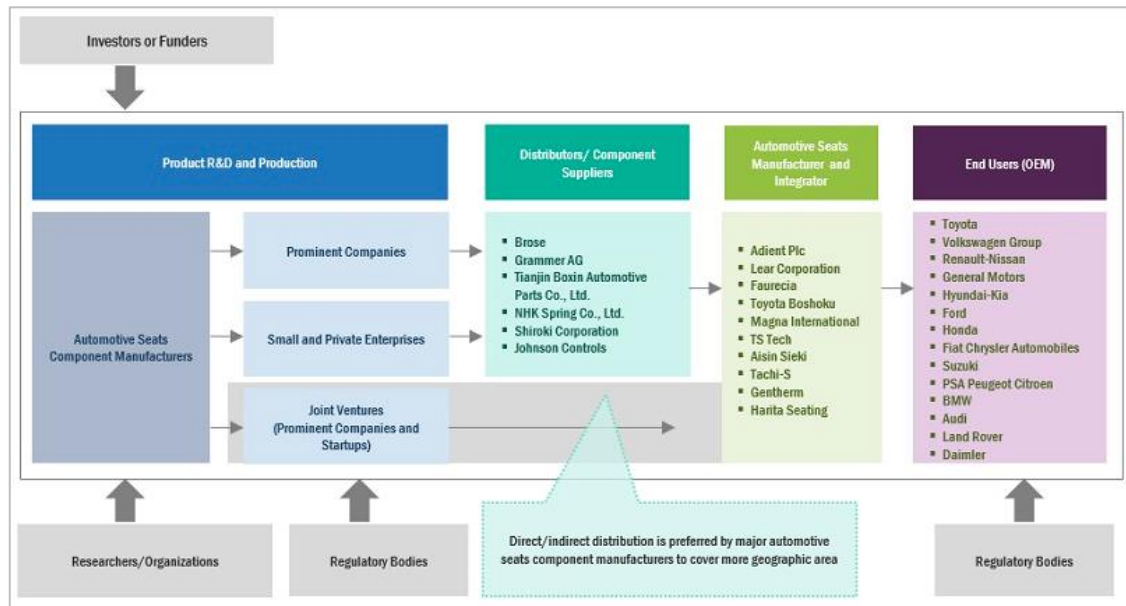 Investors or Funders
Product R&D and Production
Distributors/ Component
Suppliers
Automotive Seats
Manufacturer and
Integrator
End Users (OEM)
Automotive Seats
Component Manufacturers
Prominent Companies
Small and Private Enterprises
Joint Ventures
(Prominent Companies and
Startups)
▪ Brose
▪ Grammer AG
▪ Tianjin Boxin Automotive
Parts Co., Ltd.
▪ NHK Spring Co., Ltd.
▪ Shiroki Corporation
▪ Johnson Controls
▪ Adient Plc
▪ Lear Corporation
▪ Faurecia
▪ Toyota Boshoku
▪ Magna International
▪ TS Tech
▪ Aisin Sieki
▪ Tachi-S
▪ Gentherm
▪ Harita Seating
▪ Toyota
▪ Volkswagen Group
▪ Renault-Nissan
▪ General Motors
▪ Hyundai-Kia
▪ Ford
▪ Honda
▪ Fiat Chrysler Automobiles
▪ Suzuki
▪ PSA Peugeot Citroen
▪ BMW
▪ Audi
▪ Land Rover
▪ Daimler
Researchers/Organizations
Regulatory Bodies
Direct/indirect distribution is preferred by major automotive
seats component manufacturers to cover more geographic area
Regulatory Bodies